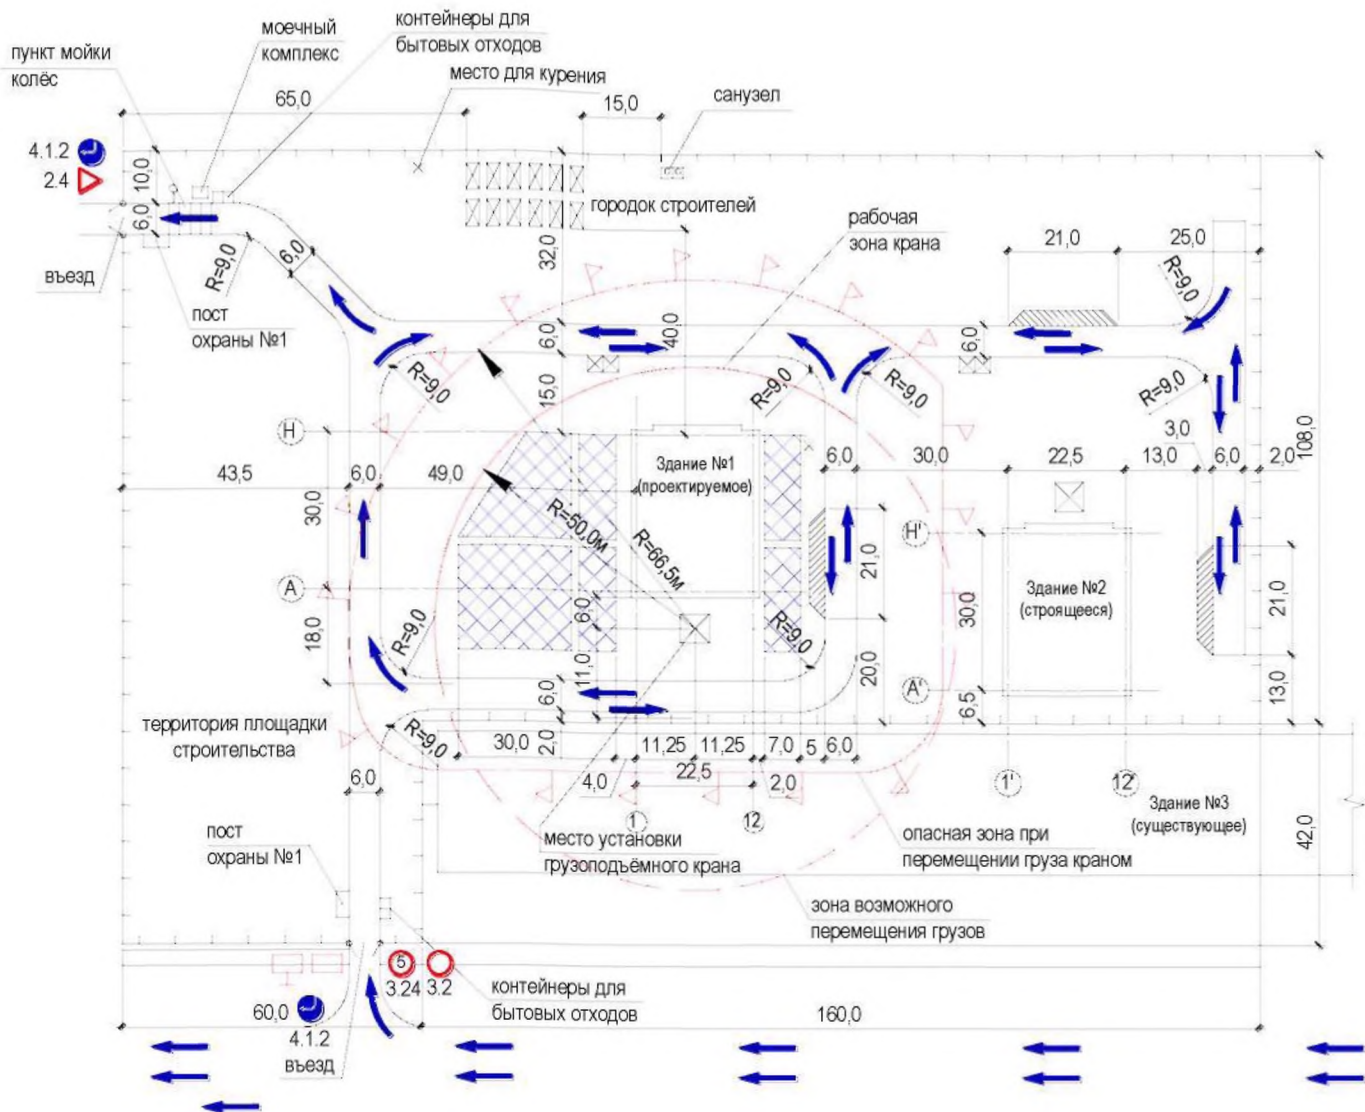 моечный
комплекс
контейнеры для
бытовых отходов
пункт мойки
колёс
место для курения
санузел
65,0
15,0
4.1.2
2.4
10,0
6,0
городок строителей
рабочая
зона крана
въезд
R=9,0
6,0
32,0
21,0
25,0
R=9,0
пост
охраны №1
6,0
40,0
6,0
R=9,0
15,0
R=9,0
R=9,0
R=9,0
Н
3,0
108,0
43,5
6,0
49,0
Здание №1
(проектируемое)
6,0
30,0
22,5
13,0
6,0
2,0
30,0
R=50,0м
R=66,5м
Н'
21,0
А
6,0
30,0
Здание №2
(строящееся)
21,0
18,0
R=9,0
R=9,0
11,0
20,0
А'
6,0
6,5
13,0
территория площадки
строительства
R=9,0
30,0
2,0
11,25
11,25
7,0
5
6,0
6,0
4,0
22,5
2,0
1'
12'
Здание №3
(существующее)
1
12
42,0
пост
охраны №1
место установки
грузоподъёмного крана
опасная зона при
перемещении груза краном
зона возможного
перемещения грузов
5
3.24
3.2
контейнеры для
бытовых отходов
60,0
160,0
4.1.2
въезд